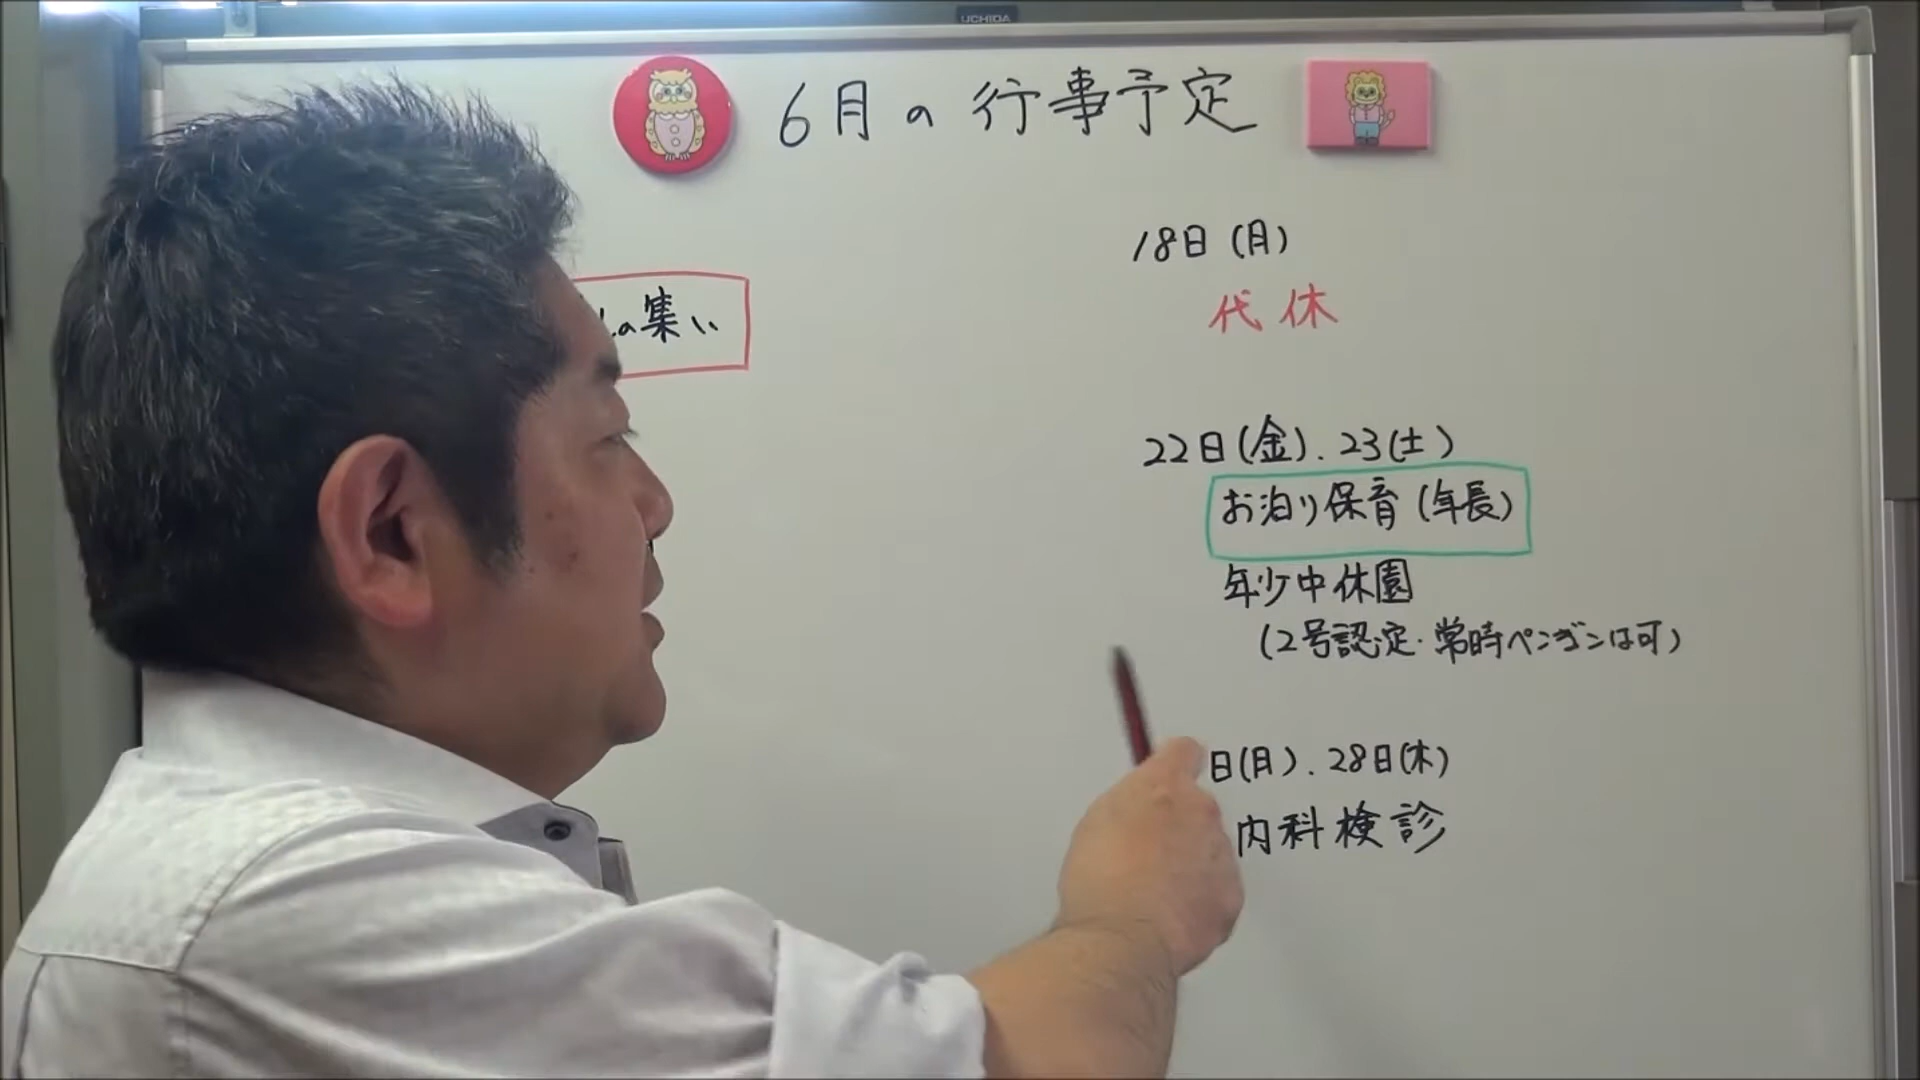 UCHIDA
6月の行事予定
の集い
18日(月)
代休
22日(金).23(土)
お泊り保育(年長)
年少中休園
(2号認定・常時ペンギンは可)
日(月).28日(木)
内科検診